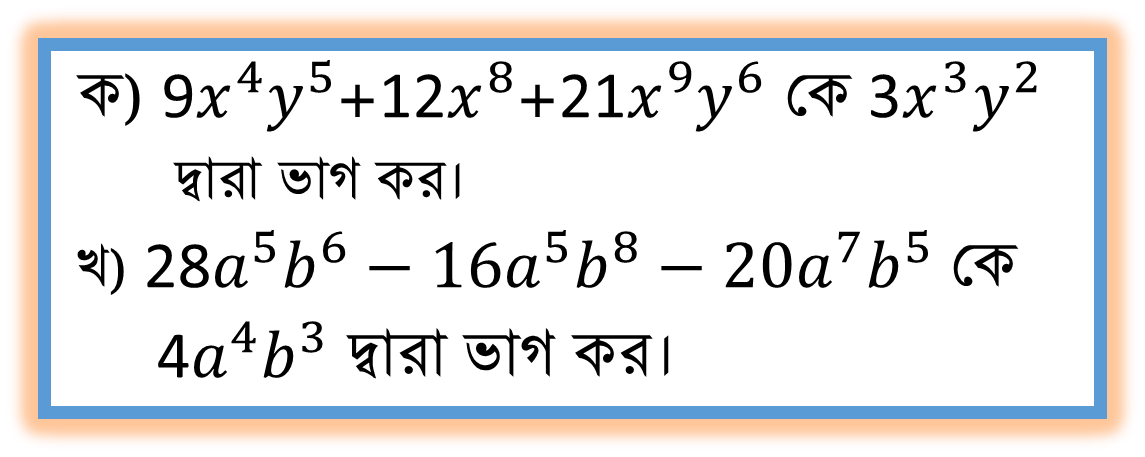 ক) 9x⁴y⁵+12x⁸+21x⁹y⁶ কে 3x³y²
দ্বারা ভাগ কর।
খ) 28a⁵b⁶ – 16a⁵b⁸ – 20a⁷b⁵ কে
4a⁴b³ দ্বারা ভাগ কর।